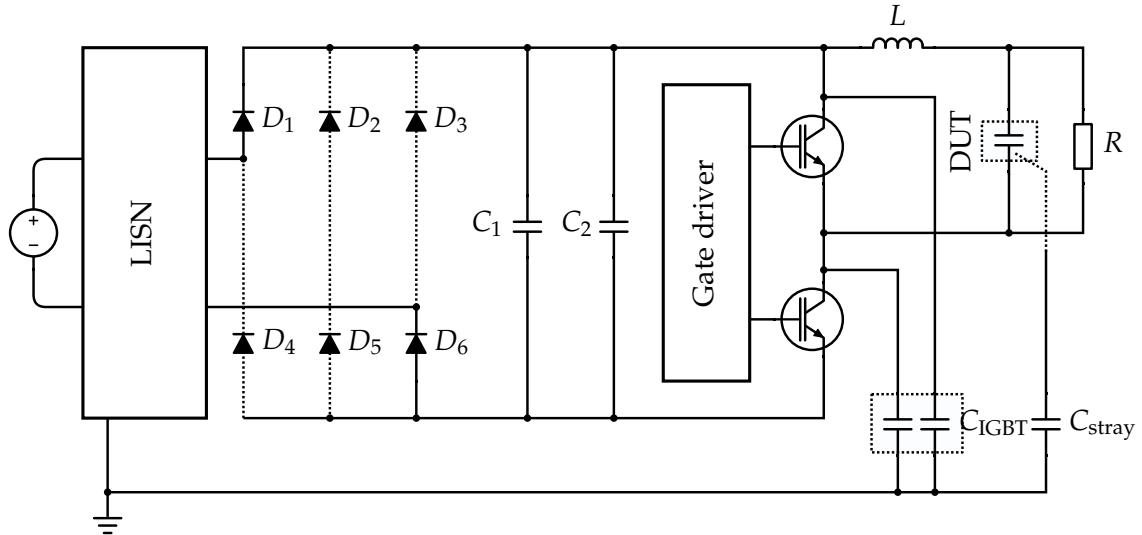 L
D1
D2
D3
DUT
R
+
−
LISN
C1
C2
Gate driver
D4
D5
D6
CIGBT
Cstray